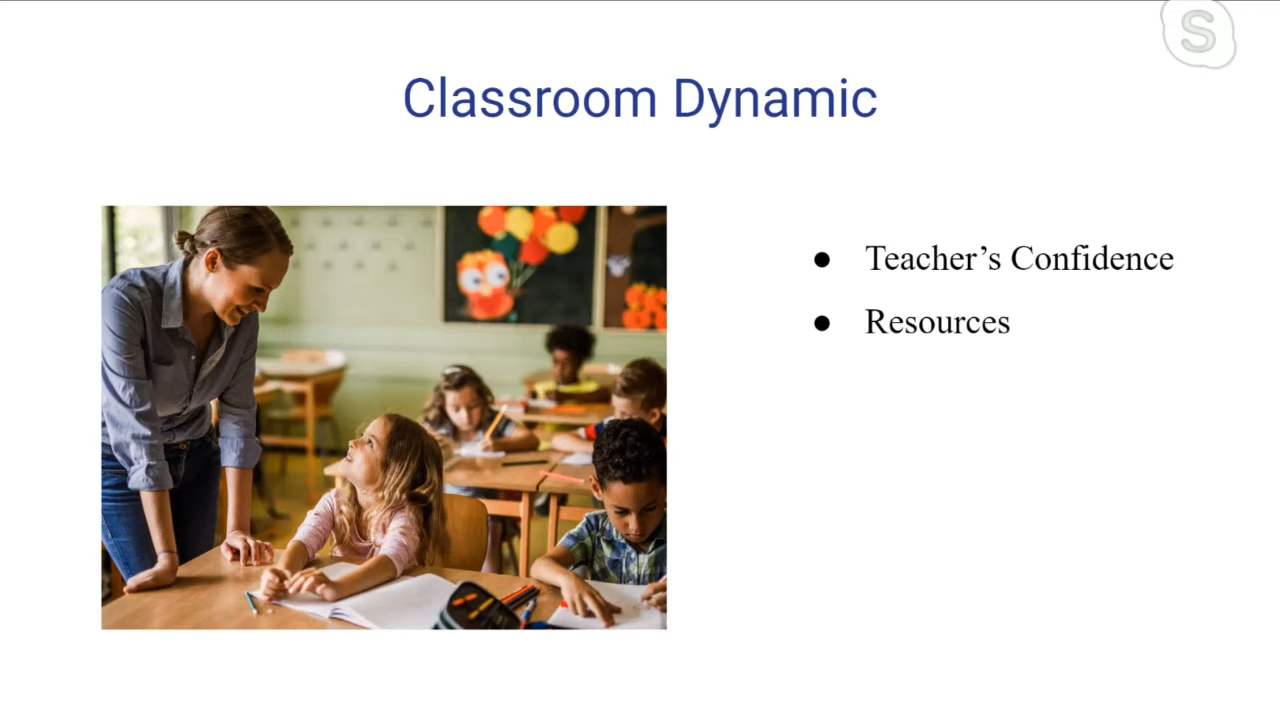 Classroom Dynamic
● Teacher’s Confidence
● Resources